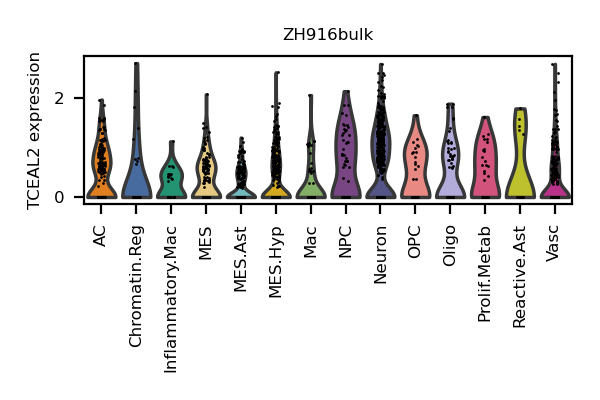 ZH916bulk
TCEAL2 expression
2
0
AC
Chromatin.Reg
Inflammatory.Mac
MES
MES.Ast
MES.Hyp
Mac
NPC
Neuron
OPC
Oligo
Prolif.Metab
Reactive.Ast
Vasc